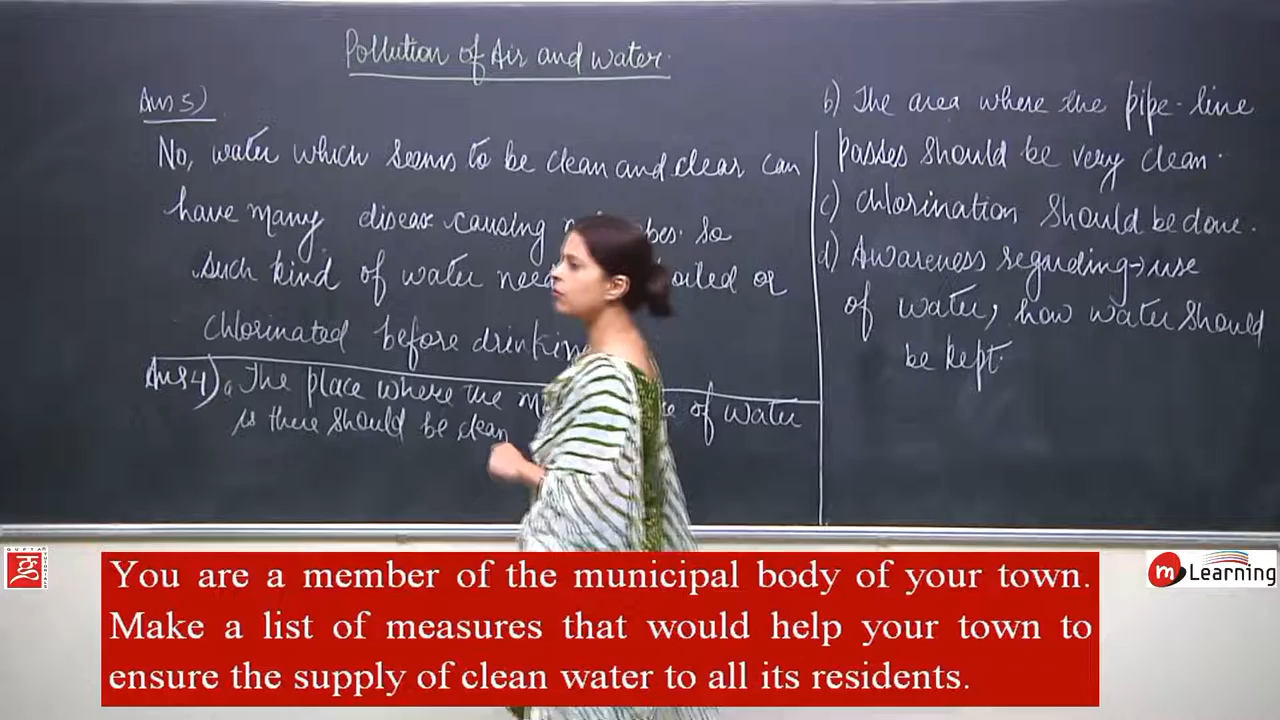 Pollution of Air and water.
Ans 5)
No, water which seems to be clean and clear can
have many disease causing so
such kind of water or
chlorinated before
Ans 4) a The place where the of water
is there should be clean
b) The area where the pipe-line
passes should be very clean.
c) Chlorination should be done.
d) Awareness regarding → use
of water, how water should
be kept.
GUPTA TUTORIALS
m Learning
You are a member of the municipal body of your town.
Make a list of measures that would help your town to
ensure the supply of clean water to all its residents.